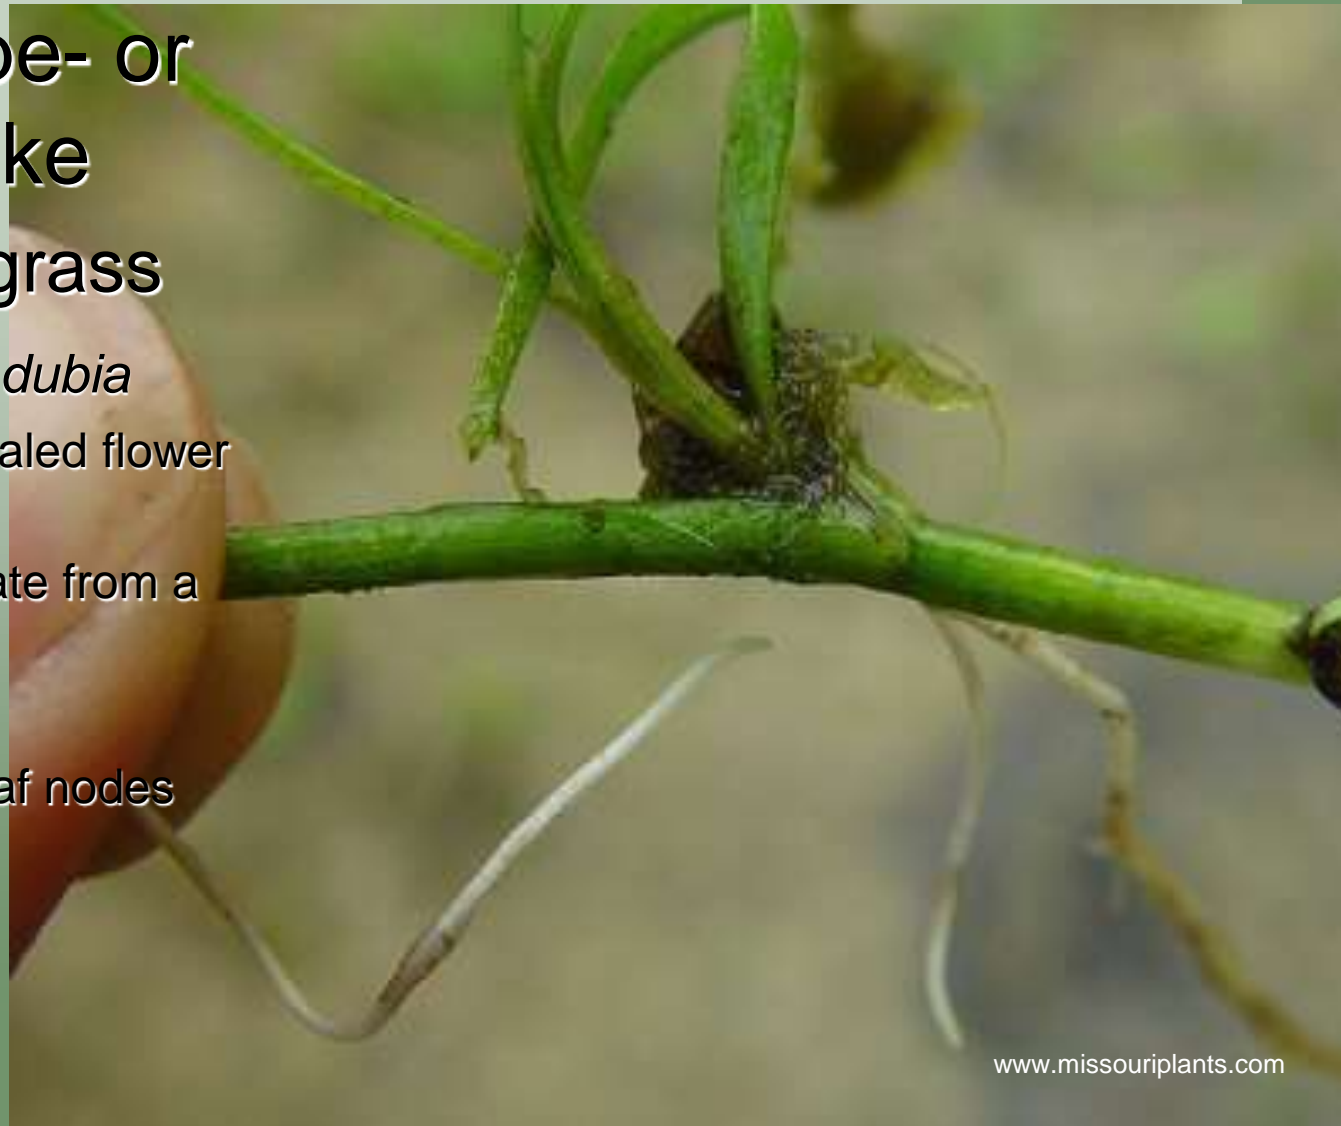 pe- or
ke
grass
dubia
aled flower
ate from a
af nodes
www.missouriplants.com